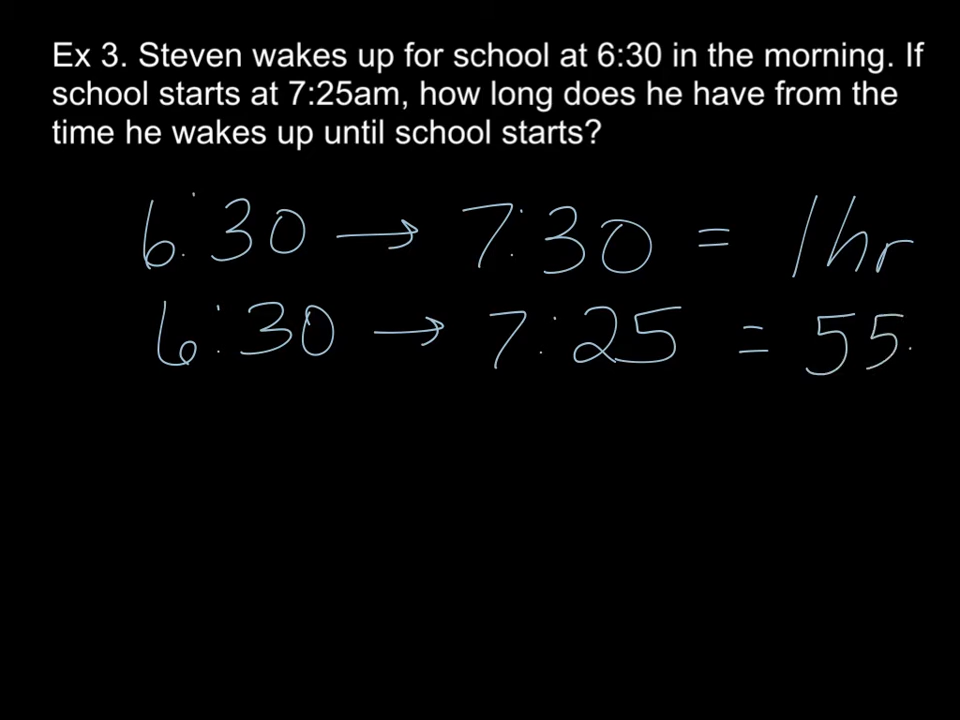 Ex 3. Steven wakes up for school at 6:30 in the morning. If
school starts at 7:25am, how long does he have from the
time he wakes up until school starts?
6:30 → 7:30 = 1hr
6:30 → 7:25 = 55.